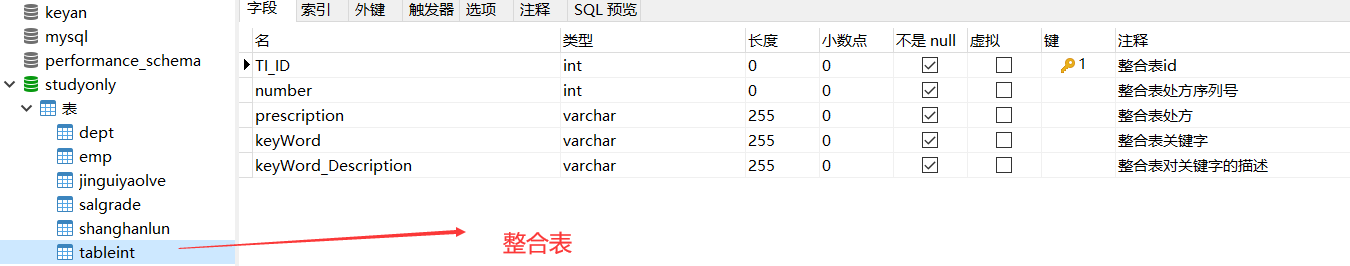 keyan
mysql
performance_schema
studyonly
表
dept
emp
jinguiyaolve
salgrade
shanghanlun
tableint
字段 索引 外键 触发器 选项 注释 SQL 预览
名 类型 长度 小数点 不是 null 虚拟 键 注释
TI_ID int 0 0 1 整合表id
number int 0 0 整合表处方序列号
prescription varchar 255 0 整合表处方
keyWord varchar 255 0 整合表关键字
keyWord_Description varchar 255 0 整合表对关键字的描述
整合表